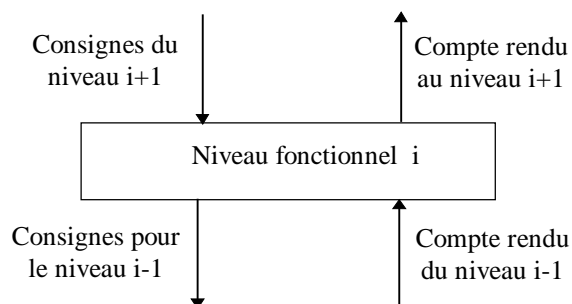 Consignes du
niveau i+1
Compte rendu
au niveau i+1
Niveau fonctionnel i
Consignes pour
le niveau i-1
Compte rendu
du niveau i-1